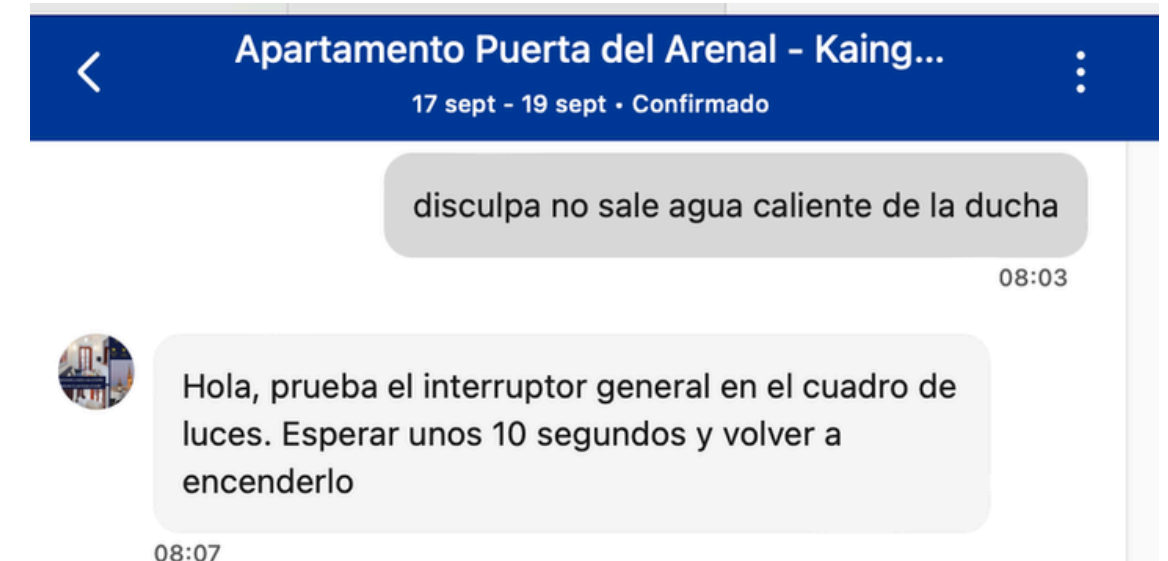 Apartamento Puerta del Arenal - Kaing...
17 sept - 19 sept • Confirmado
disculpa no sale agua caliente de la ducha
08:03
Hola, prueba el interruptor general en el cuadro de
luces. Esperar unos 10 segundos y volver a
encenderlo
08:07